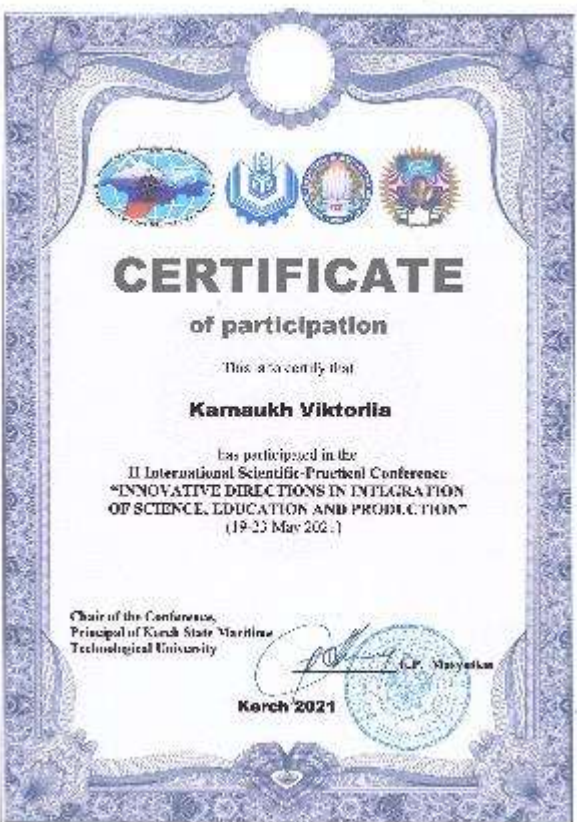 CERTIFICATE
of participation
This is to certify that
Karnaukh Viktoriia
has participated in the
II International Scientific-Practical Conference
“INNOVATIVE DIRECTIONS IN INTEGRATION
OF SCIENCE, EDUCATION AND PRODUCTION”
(19-23 May 2021)
Chair of the Conference,
Principal of Kerch State Maritime
Technological University
Kerch 2021